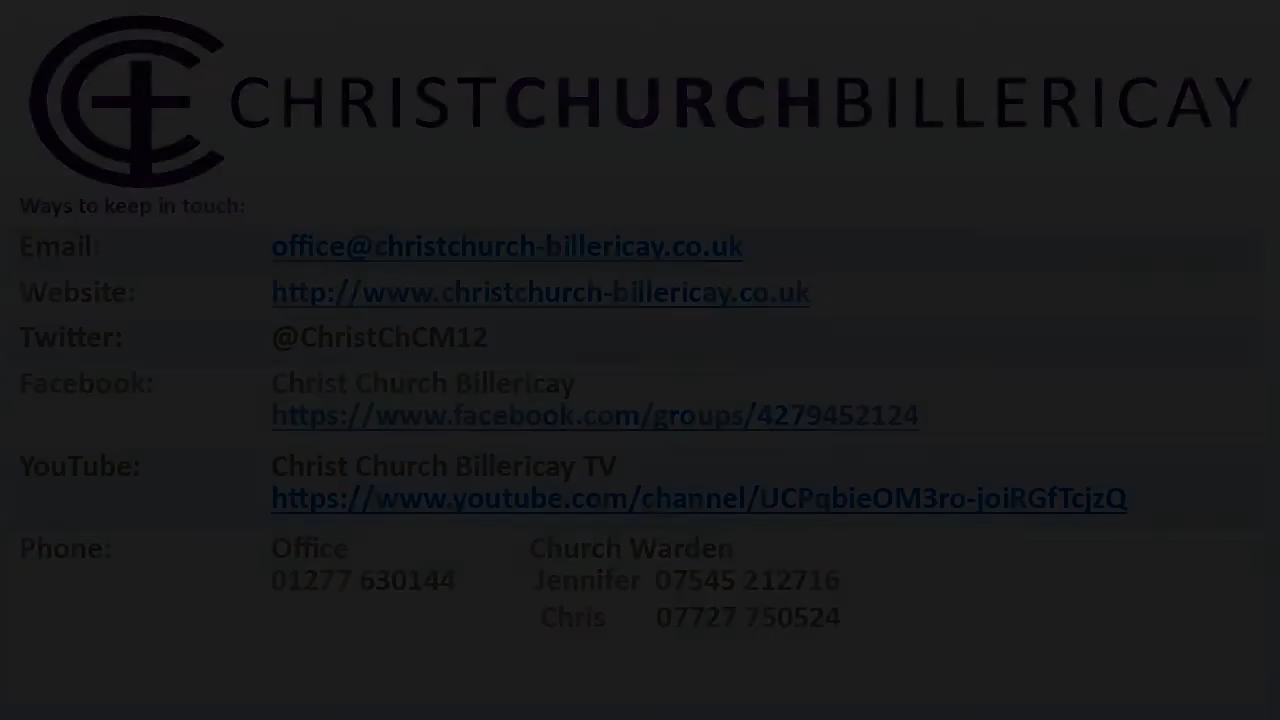 CHRISTCHURCHBILLERICAY
Ways to keep in touch:
Email: office@christchurch-billericay.co.uk
Website: http://www.christchurch-billericay.co.uk
Twitter: @ChristChCM12
Facebook: Christ Church Billericay
https://www.facebook.com/groups/4279452124
YouTube: Christ Church Billericay TV
https://www.youtube.com/channel/UCPqbieOM3ro-joiRGfTcjzQ
Phone: Office Church Warden
01277 630144 Jennifer 07545 212716
Chris 07727 750524